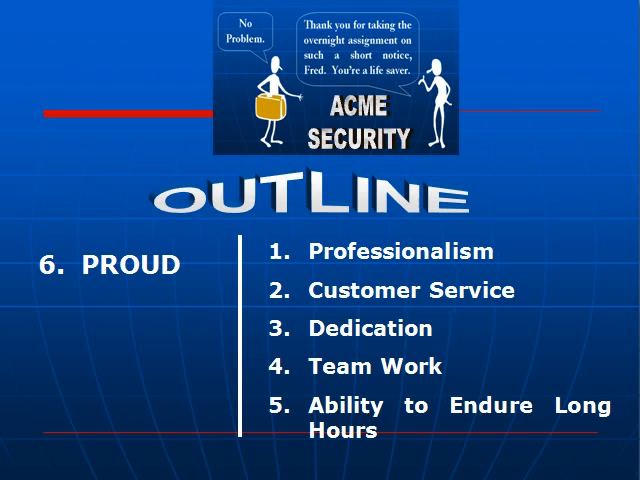 No
Problem.
Thank you for taking the
overnight assignment on
such a short notice,
Fred. You're a life saver.
ACME
SECURITY
OUTLINE
6. PROUD
1. Professionalism
2. Customer Service
3. Dedication
4. Team Work
5. Ability to Endure Long
Hours